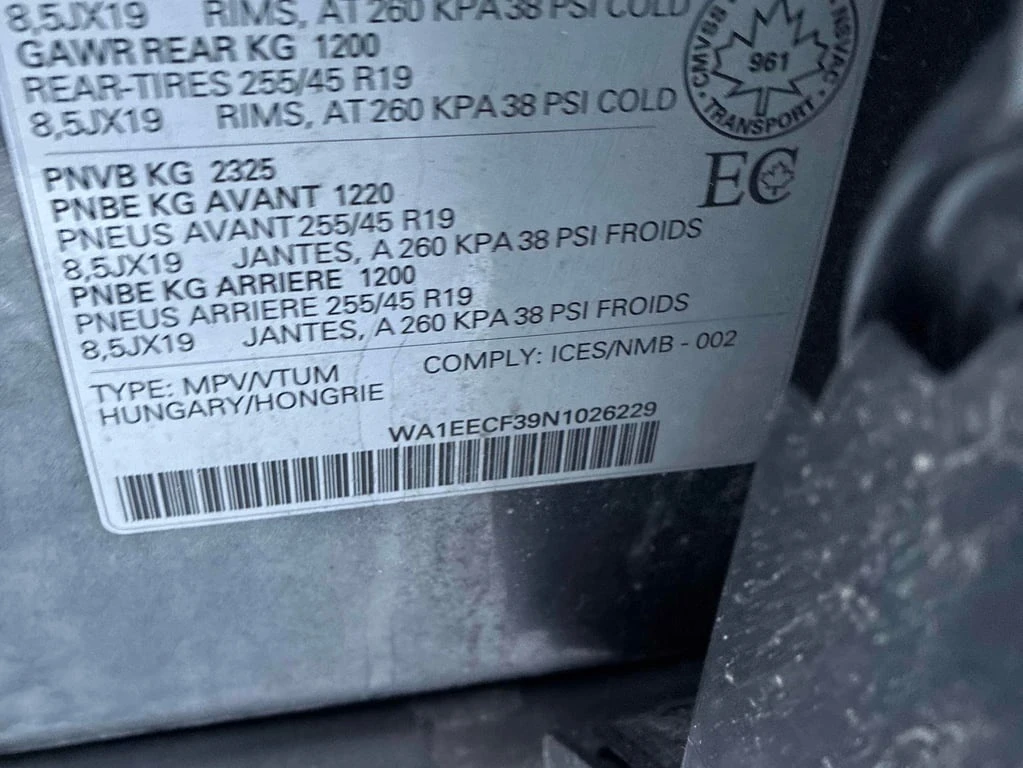 8,5JX19 RIMS, AT 260 KPA 38 PSI COLD
GAWR REAR KG 1200
REAR-TIRES 255/45 R19
8,5JX19 RIMS, AT 260 KPA 38 PSI COLD
CMVSS • NSVAC • TRANSPORT •
961
EC
PNVB KG 2325
PNBE KG AVANT 1220
PNEUS AVANT 255/45 R19
8,5JX19 JANTES, A 260 KPA 38 PSI FROIDS
PNBE KG ARRIERE 1200
PNEUS ARRIERE 255/45 R19
8,5JX19 JANTES, A 260 KPA 38 PSI FROIDS
TYPE: MPV/VTUM COMPLY: ICES/NMB - 002
HUNGARY/HONGRIE
WA1EECF39N1026229